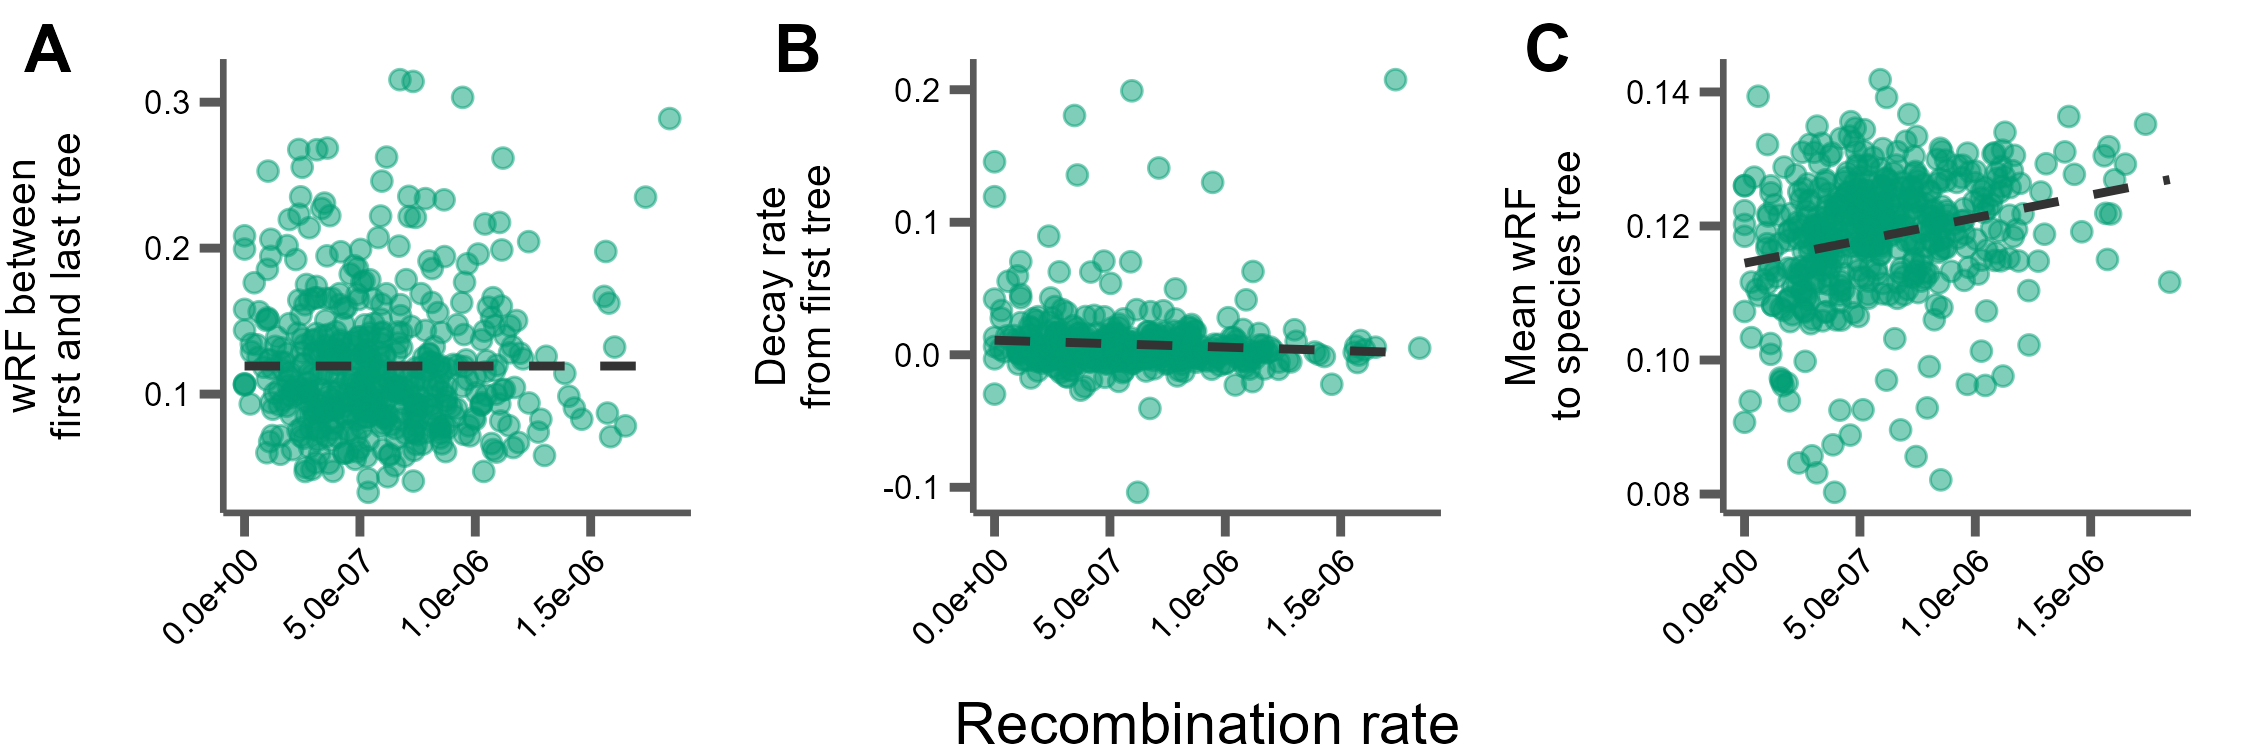 A
wRF between
first and last tree
0.3
0.2
0.1
0.0e+00
5.0e-07
1.0e-06
1.5e-06
B
Decay rate
from first tree
0.2
0.1
0.0
-0.1
0.0e+00
5.0e-07
1.0e-06
1.5e-06
C
Mean wRF
to species tree
0.14
0.12
0.10
0.08
0.0e+00
5.0e-07
1.0e-06
1.5e-06
Recombination rate